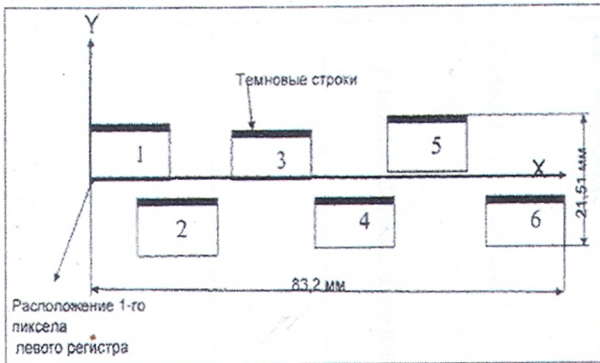 Y
Темновые строки
1
3
5
X
2
4
6
21,51 мм
83,2 мм
Расположение 1-го
пиксела
левого регистра